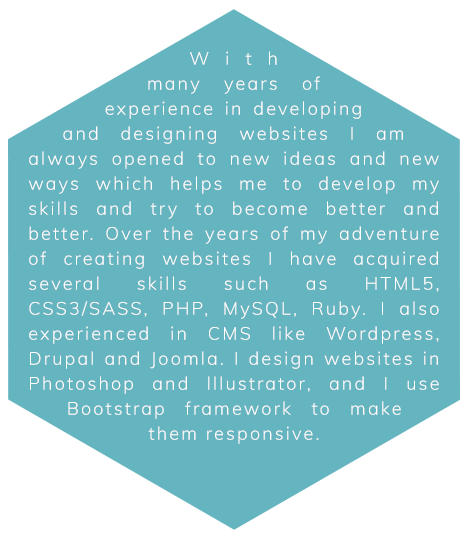 With
many years of
experience in developing
and designing websites I am
always opened to new ideas and new
ways which helps me to develop my
skills and try to become better and
better. Over the years of my adventure
of creating websites I have acquired
several skills such as HTML5,
CSS3/SASS, PHP, MySQL, Ruby. I also
experienced in CMS like Wordpress,
Drupal and Joomla. I design websites in
Photoshop and Illustrator, and I use
Bootstrap framework to make
them responsive.